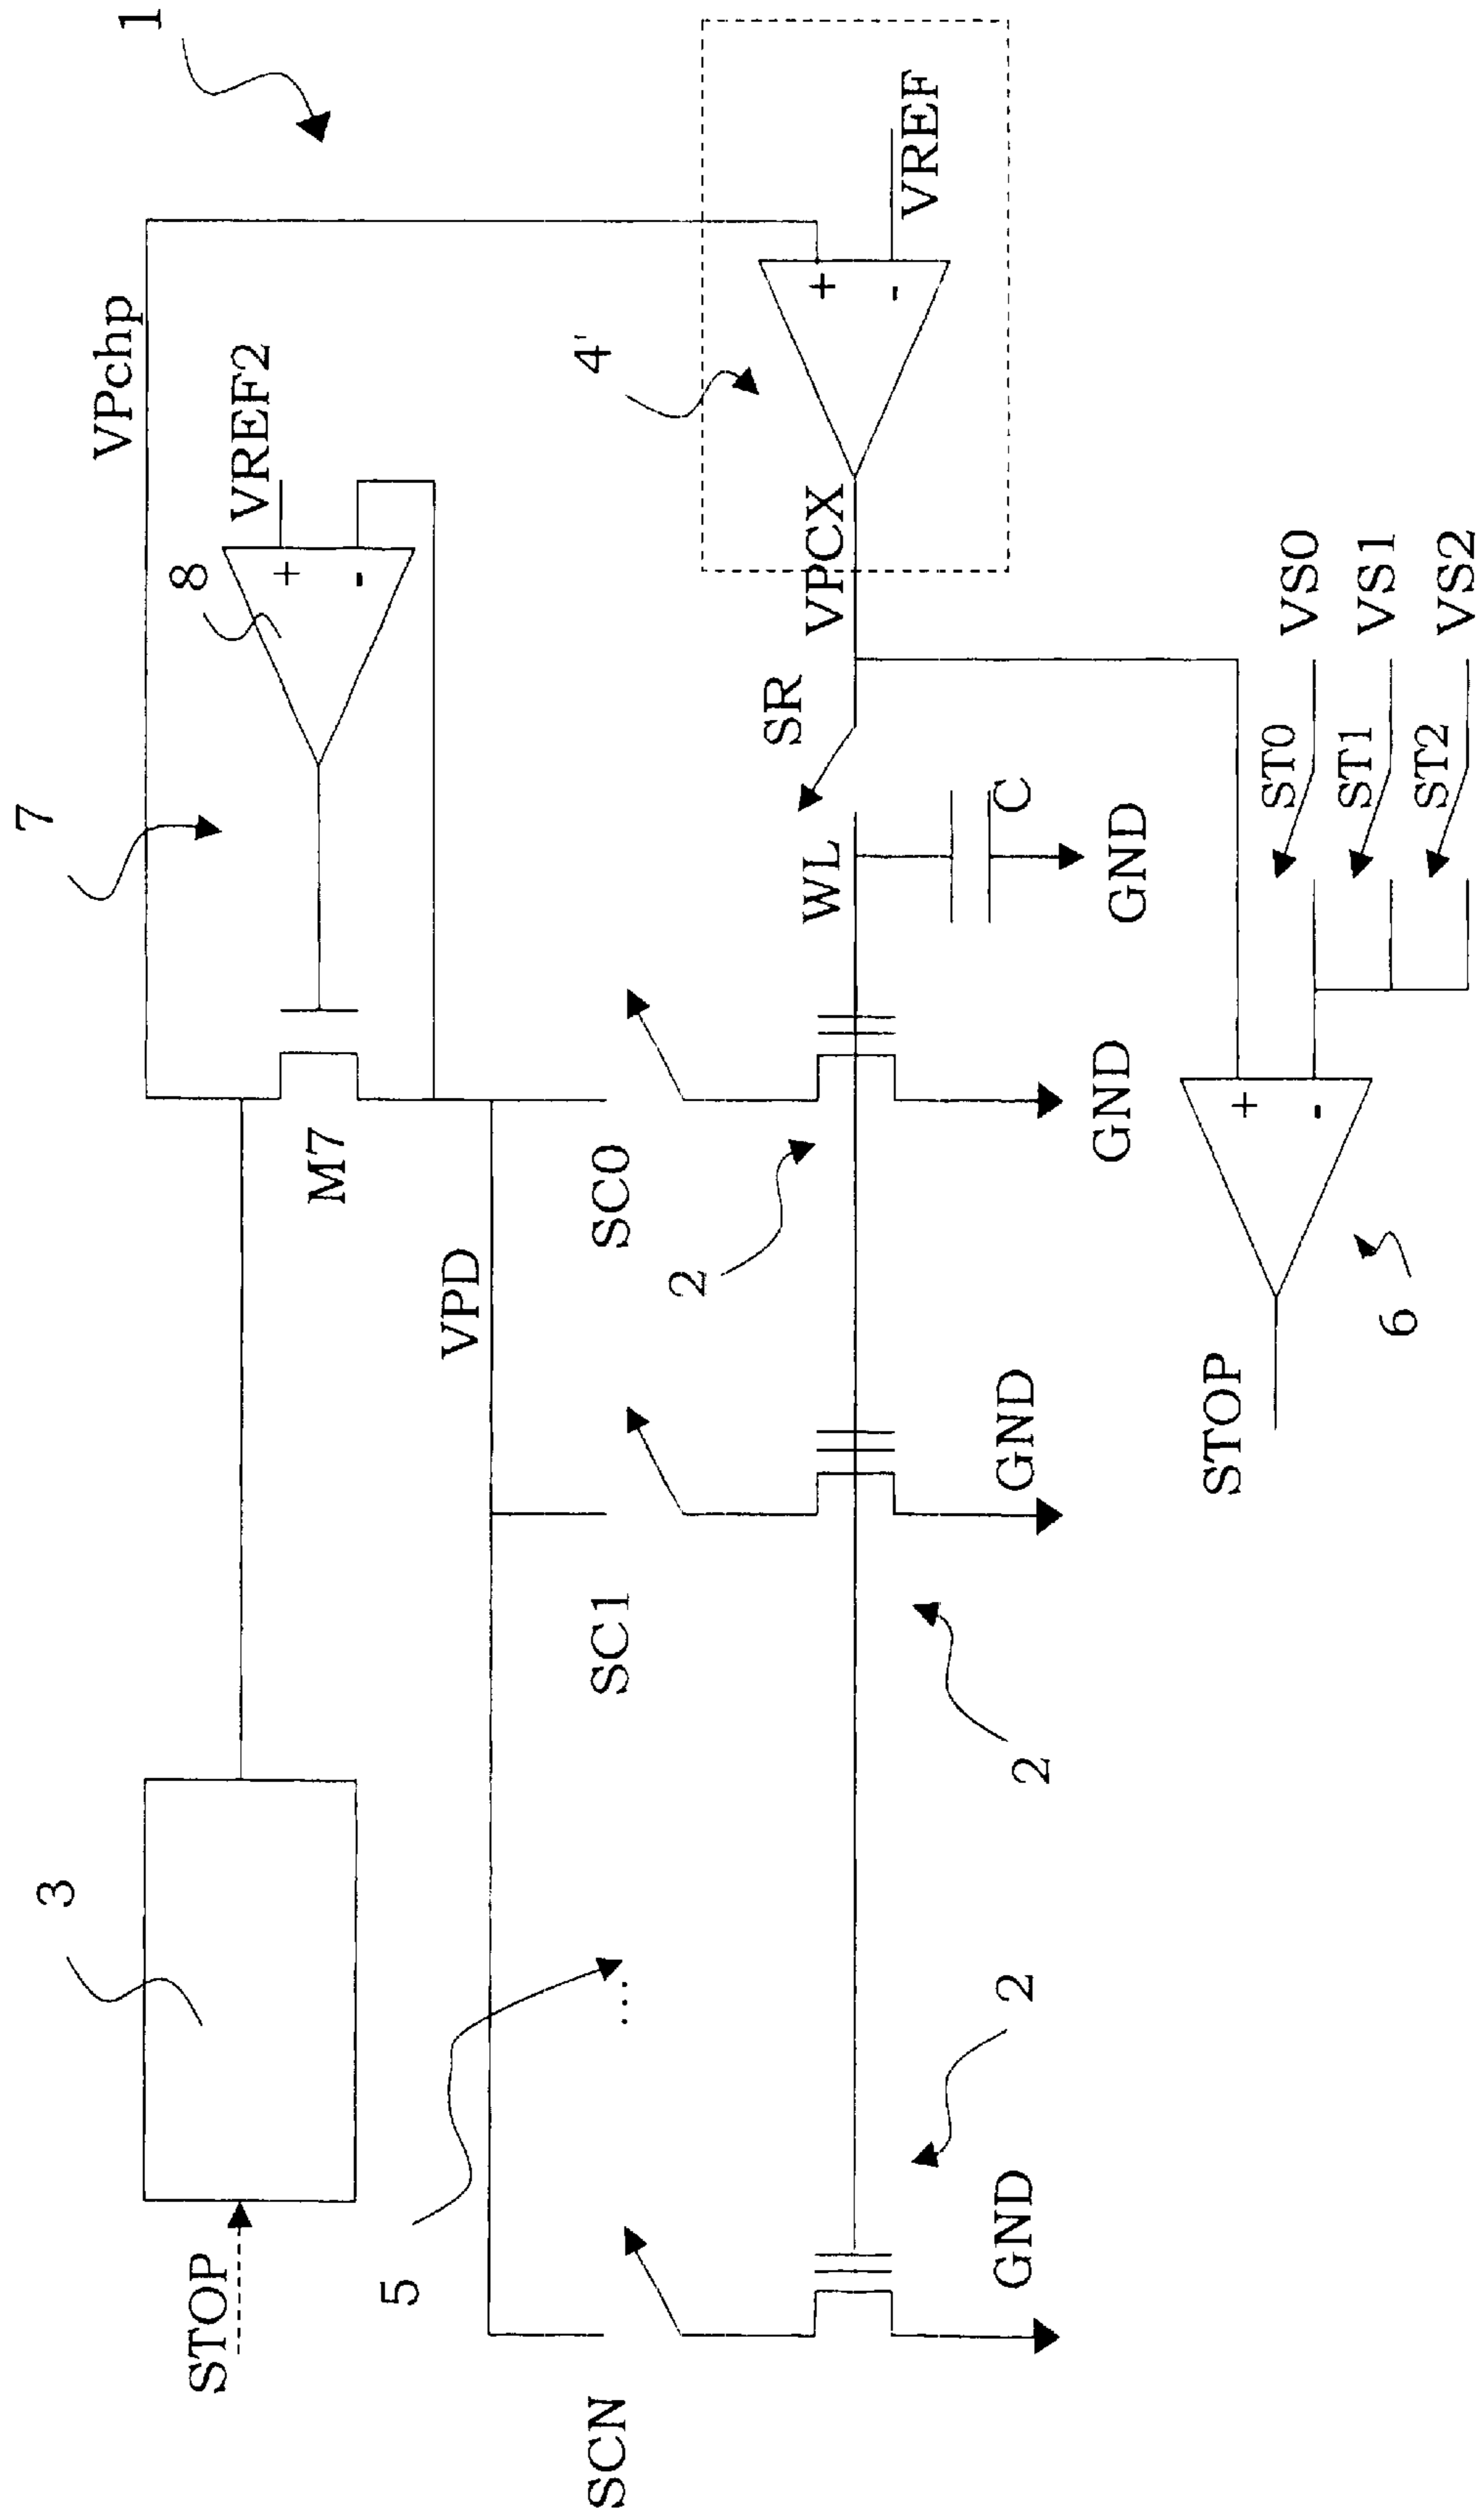 1
VPchp
VREF2
8
+
-
7
M7
3
STOP
VPD
5
4'
VREF
+
-
VPCX
SR
WL
C
GND
SC0
2
GND
SC1
2
GND
...
SCN
2
GND
VS0
VS1
VS2
ST0
ST1
ST2
+
-
6
STOP